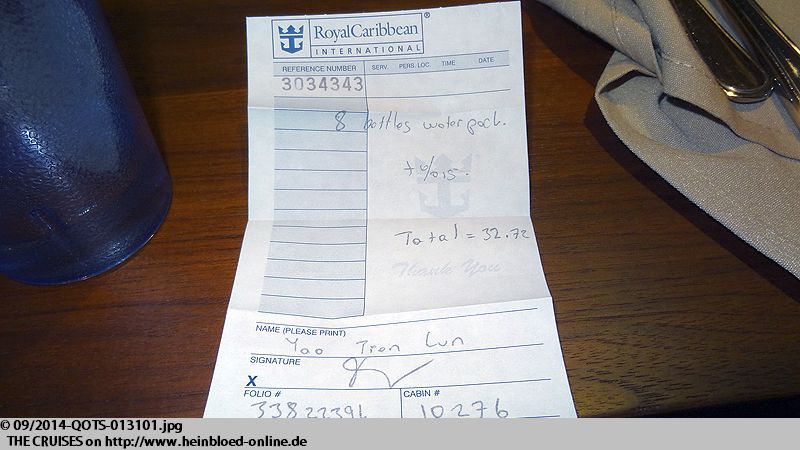 RoyalCaribbean®
INTERNATIONAL
REFERENCE NUMBER SERV. PERS. LOC TIME DATE
3034343
8 bottles water pack.
+%15.
Total = 32.72
Thank You
NAME (PLEASE PRINT)
Yao Tran Lun
SIGNATURE
X
FOLIO # CABIN #
33822391 10276
© 09/2014-QOTS-013101.jpg
THE CRUISES on http://www.heinbloed-online.de